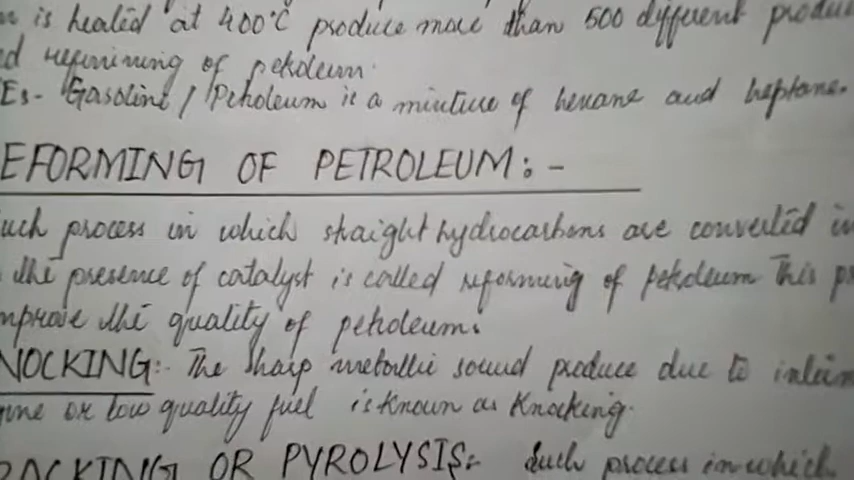 is heated at 400°C produce more than 500 different produ
refinining of petroleum.
Ex- Gasoline / Petroleum is a mixture of hexane and heptane.
EFORMING OF PETROLEUM:-
uch process in which straight hydrocarbons are converted in
the presence of catalyst is called reforming of petroleum This p
mprove the quality of petroleum.
NOCKING:- The sharp metallic sound produce due to
gine or low quality fuel is known as Knocking.
RACKING OR PYROLYSIS:- Such process in which